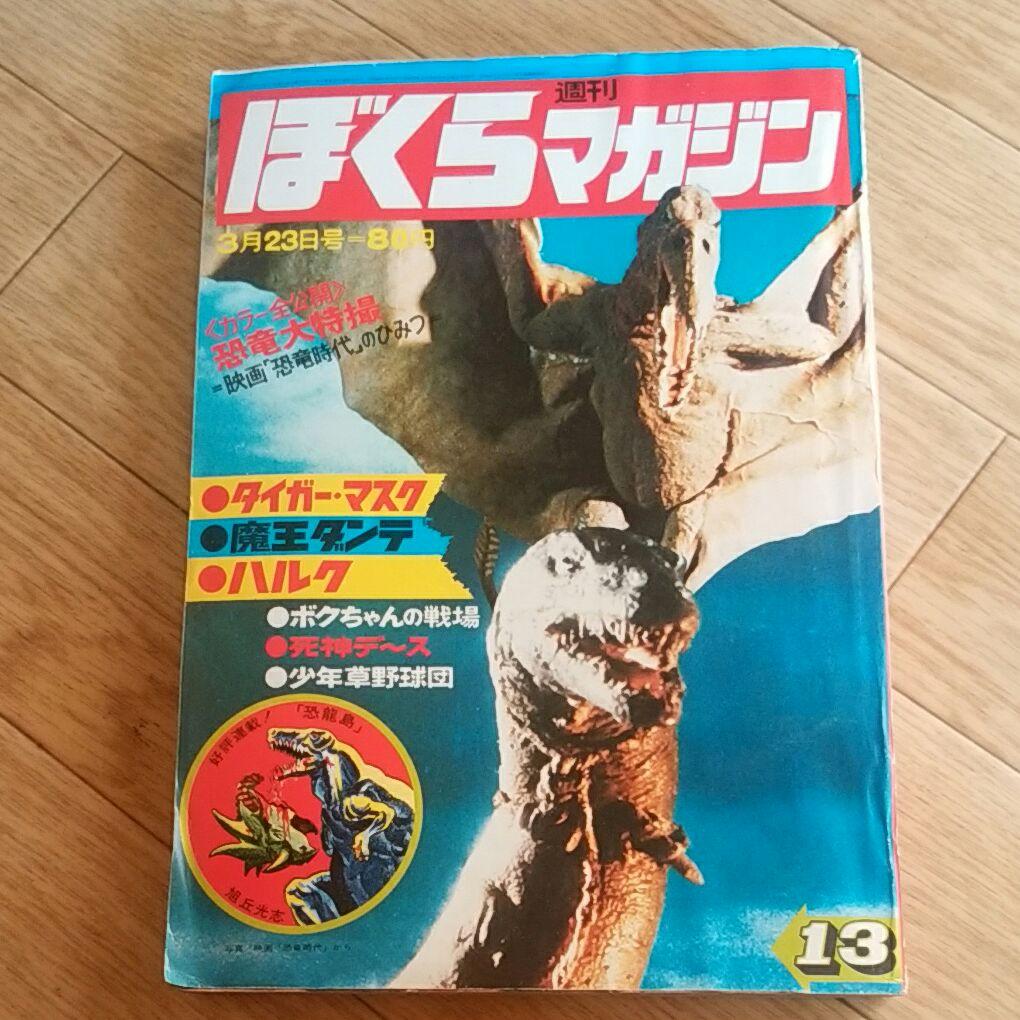 週刊
ぼくらマガジン
3月23日号=80円
《カラー全公開》
恐竜大特撮
=映画「恐竜時代」のひみつ
●タイガー・マスク
●魔王ダンテ
●ハルク
●ボクちゃんの戦場
●死神デース
●少年草野球団
好評連載!「恐龍島」
旭丘光志
写真・映画「恐竜時代」から
13